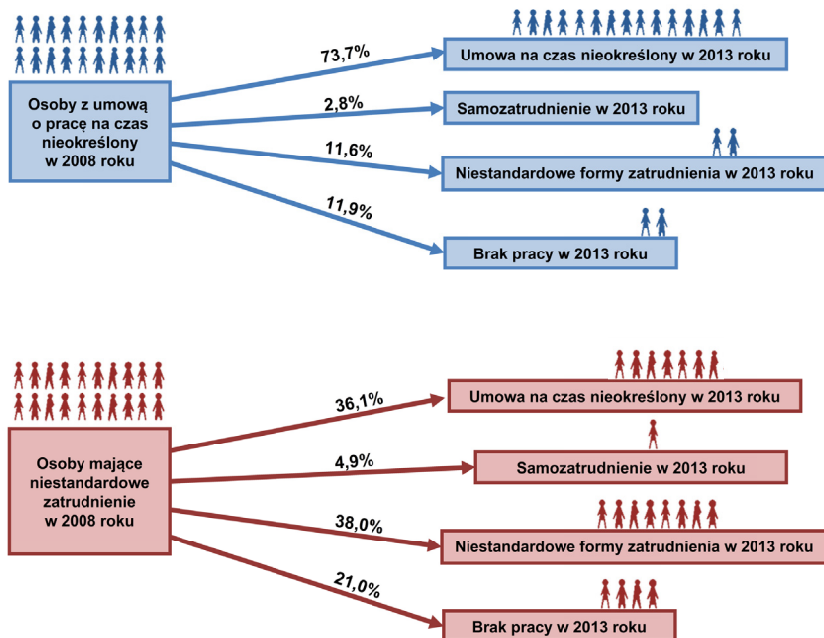 73,7%
Umowa na czas nieokreślony w 2013 roku
Osoby z umową
o pracę na czas
nieokreślony
w 2008 roku
2,8%
Samozatrudnienie w 2013 roku
11,6%
Niestandardowe formy zatrudnienia w 2013 roku
11,9%
Brak pracy w 2013 roku
36,1%
Umowa na czas nieokreślony w 2013 roku
Osoby mające
niestandardowe
zatrudnienie
w 2008 roku
4,9%
Samozatrudnienie w 2013 roku
38,0%
Niestandardowe formy zatrudnienia w 2013 roku
21,0%
Brak pracy w 2013 roku